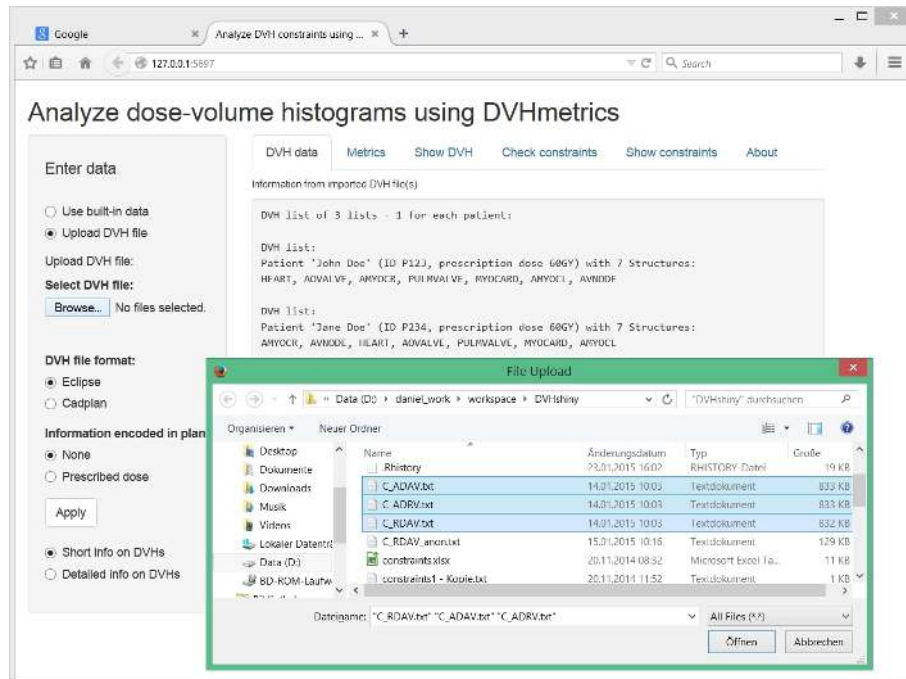 Google
Analyze DVH constraints using ...
127.0.0.1:5897
Search
Analyze dose-volume histograms using DVHmetrics
Enter data
Use built-in data
Upload DVH file
Upload DVH file:
Select DVH file:
Browse... No files selected.
DVH file format:
Eclipse
Cadplan
Information encoded in plan
None
Prescribed dose
Apply
Short info on DVHs
Detailed info on DVHs
DVH data Metrics Show DVH Check constraints Show constraints About
Information from imported DVH file(s)
DVH list of 3 lists - 1 for each patient:
DVH list:
Patient 'John Doe' (ID P123, prescription dose 60GY) with 7 Structures:
HEART, AOVALVE, AMYOCR, PULMVALVE, MYOCARD, AMYOCL, AVNODE
DVH list:
Patient 'Jane Doe' (ID P234, prescription dose 60GY) with 7 Structures:
AMYOCR, AVNODE, HEART, AOVALVE, PULMVALVE, MYOCARD, AMYOCL
File Upload
Data (D:) daniel_work workspace DVHshiny
"DVHshiny" durchsuchen
Organisieren Neuer Ordner
Desktop
Dokumente
Downloads
Musik
Videos
Lokaler Datenträ
Data (D:)
BD-ROM-Laufw
Name Änderungsdatum Typ Größe
.Rhistory 23.01.2015 16:02 RHISTORY-Datei 19 KB
C_ADAV.txt 14.01.2015 10:03 Textdokument 833 KB
C_ADRV.txt 14.01.2015 10:03 Textdokument 833 KB
C_RDAV.txt 14.01.2015 10:03 Textdokument 832 KB
C_RDAV_anon.txt 15.01.2015 10:16 Textdokument 129 KB
constraints.xlsx 20.11.2014 08:32 Microsoft Excel-Ta... 11 KB
constraints1 - Kopie.txt 20.11.2014 11:52 Textdokument 1 KB
Dateiname: "C_RDAV.txt" "C_ADAV.txt" "C_ADRV.txt"
All Files (*.*)
Öffnen Abbrechen